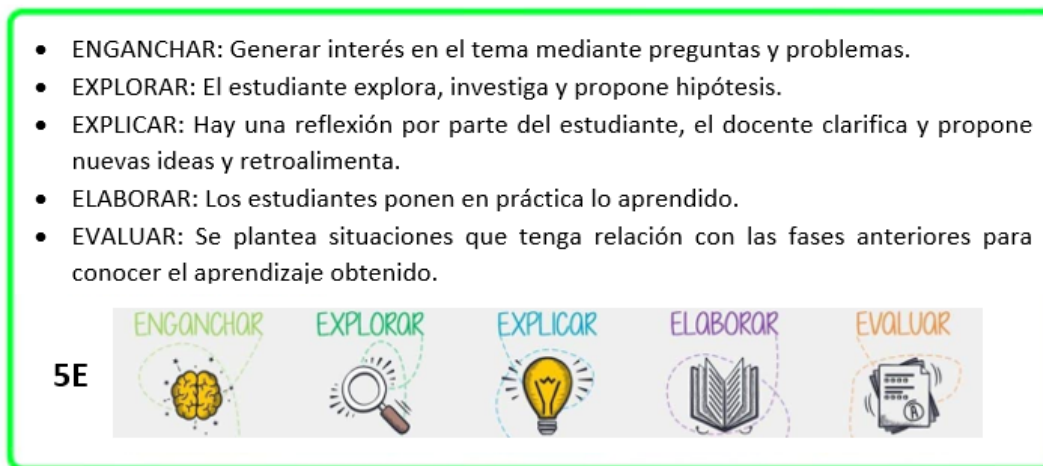 • ENGANCHAR: Generar interés en el tema mediante preguntas y problemas.
• EXPLORAR: El estudiante explora, investiga y propone hipótesis.
• EXPLICAR: Hay una reflexión por parte del estudiante, el docente clarifica y propone
nuevas ideas y retroalimenta.
• ELABORAR: Los estudiantes ponen en práctica lo aprendido.
• EVALUAR: Se plantea situaciones que tenga relación con las fases anteriores para
conocer el aprendizaje obtenido.
ENGANCHAR EXPLORAR EXPLICAR ELABORAR EVALUAR
5E
A